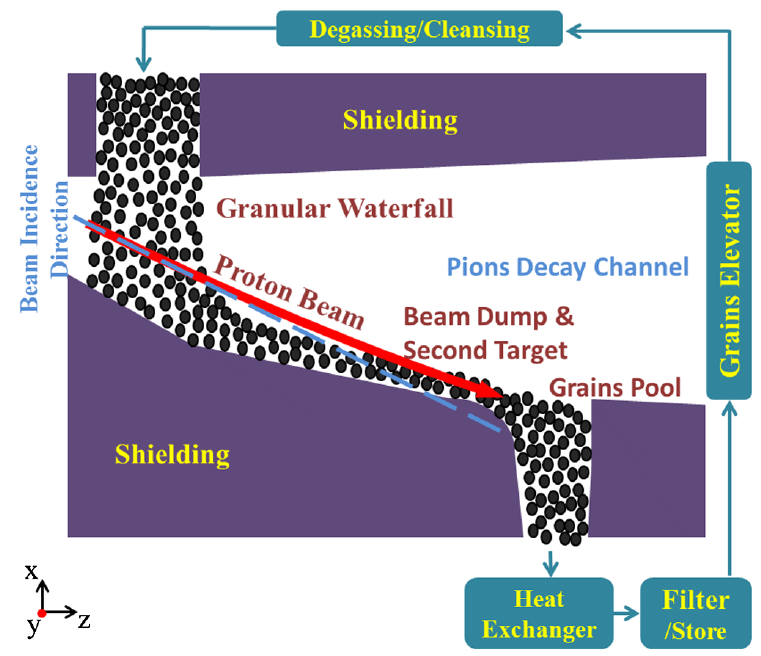 Degassing/Cleansing
Shielding
Beam Incidence
Direction
Granular Waterfall
Proton Beam
Pions Decay Channel
Grains Elevator
Beam Dump &
Second Target
Grains Pool
Shielding
x
y
z
Heat
Exchanger
Filter
/Store